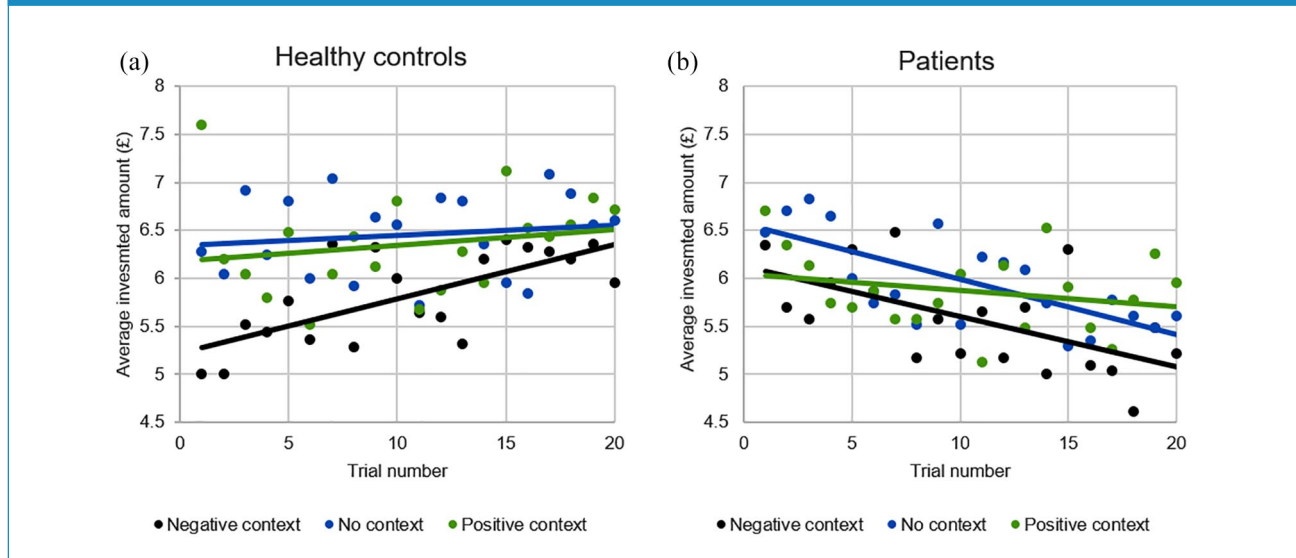 (a) Healthy controls
8
7.5
7
6.5
6
5.5
5
4.5
Average invesmted amount (£)
0 5 10 15 20
Trial number
Negative context No context Positive context
(b) Patients
8
7.5
7
6.5
6
5.5
5
4.5
Average invesmted amount (£)
0 5 10 15 20
Trial number
Negative context No context Positive context